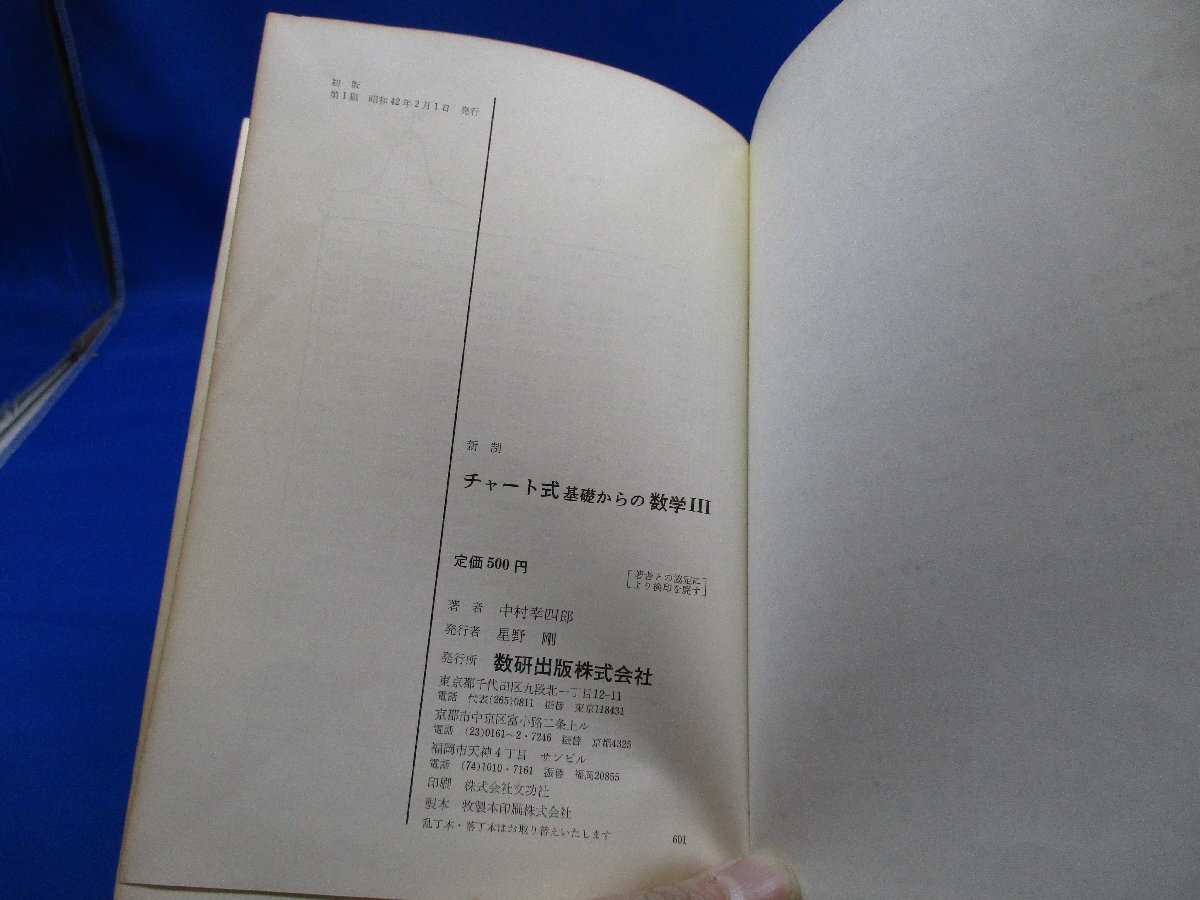 初 版
第1刷 昭和42年2月1日 発行
新 制
チャート式 基礎からの 数学III
定価 500 円
[著者との協定により検印を廃す]
著 者 中村幸四郎
発行者 星野 剛
発行所 数研出版株式会社
東京都千代田区九段北一丁目12-11
電話 代表(265)0811 振替 東京118431
京都市中京区富小路二条上ル
電話 (23)0161~2・7246 振替 京都4325
福岡市天神4丁目 サンビル
電話 (74)1010・7161 振替 福岡20855
印刷 株式会社文功社
製本 牧製本印刷株式会社
乱丁本・落丁本はお取り替えいたします
601